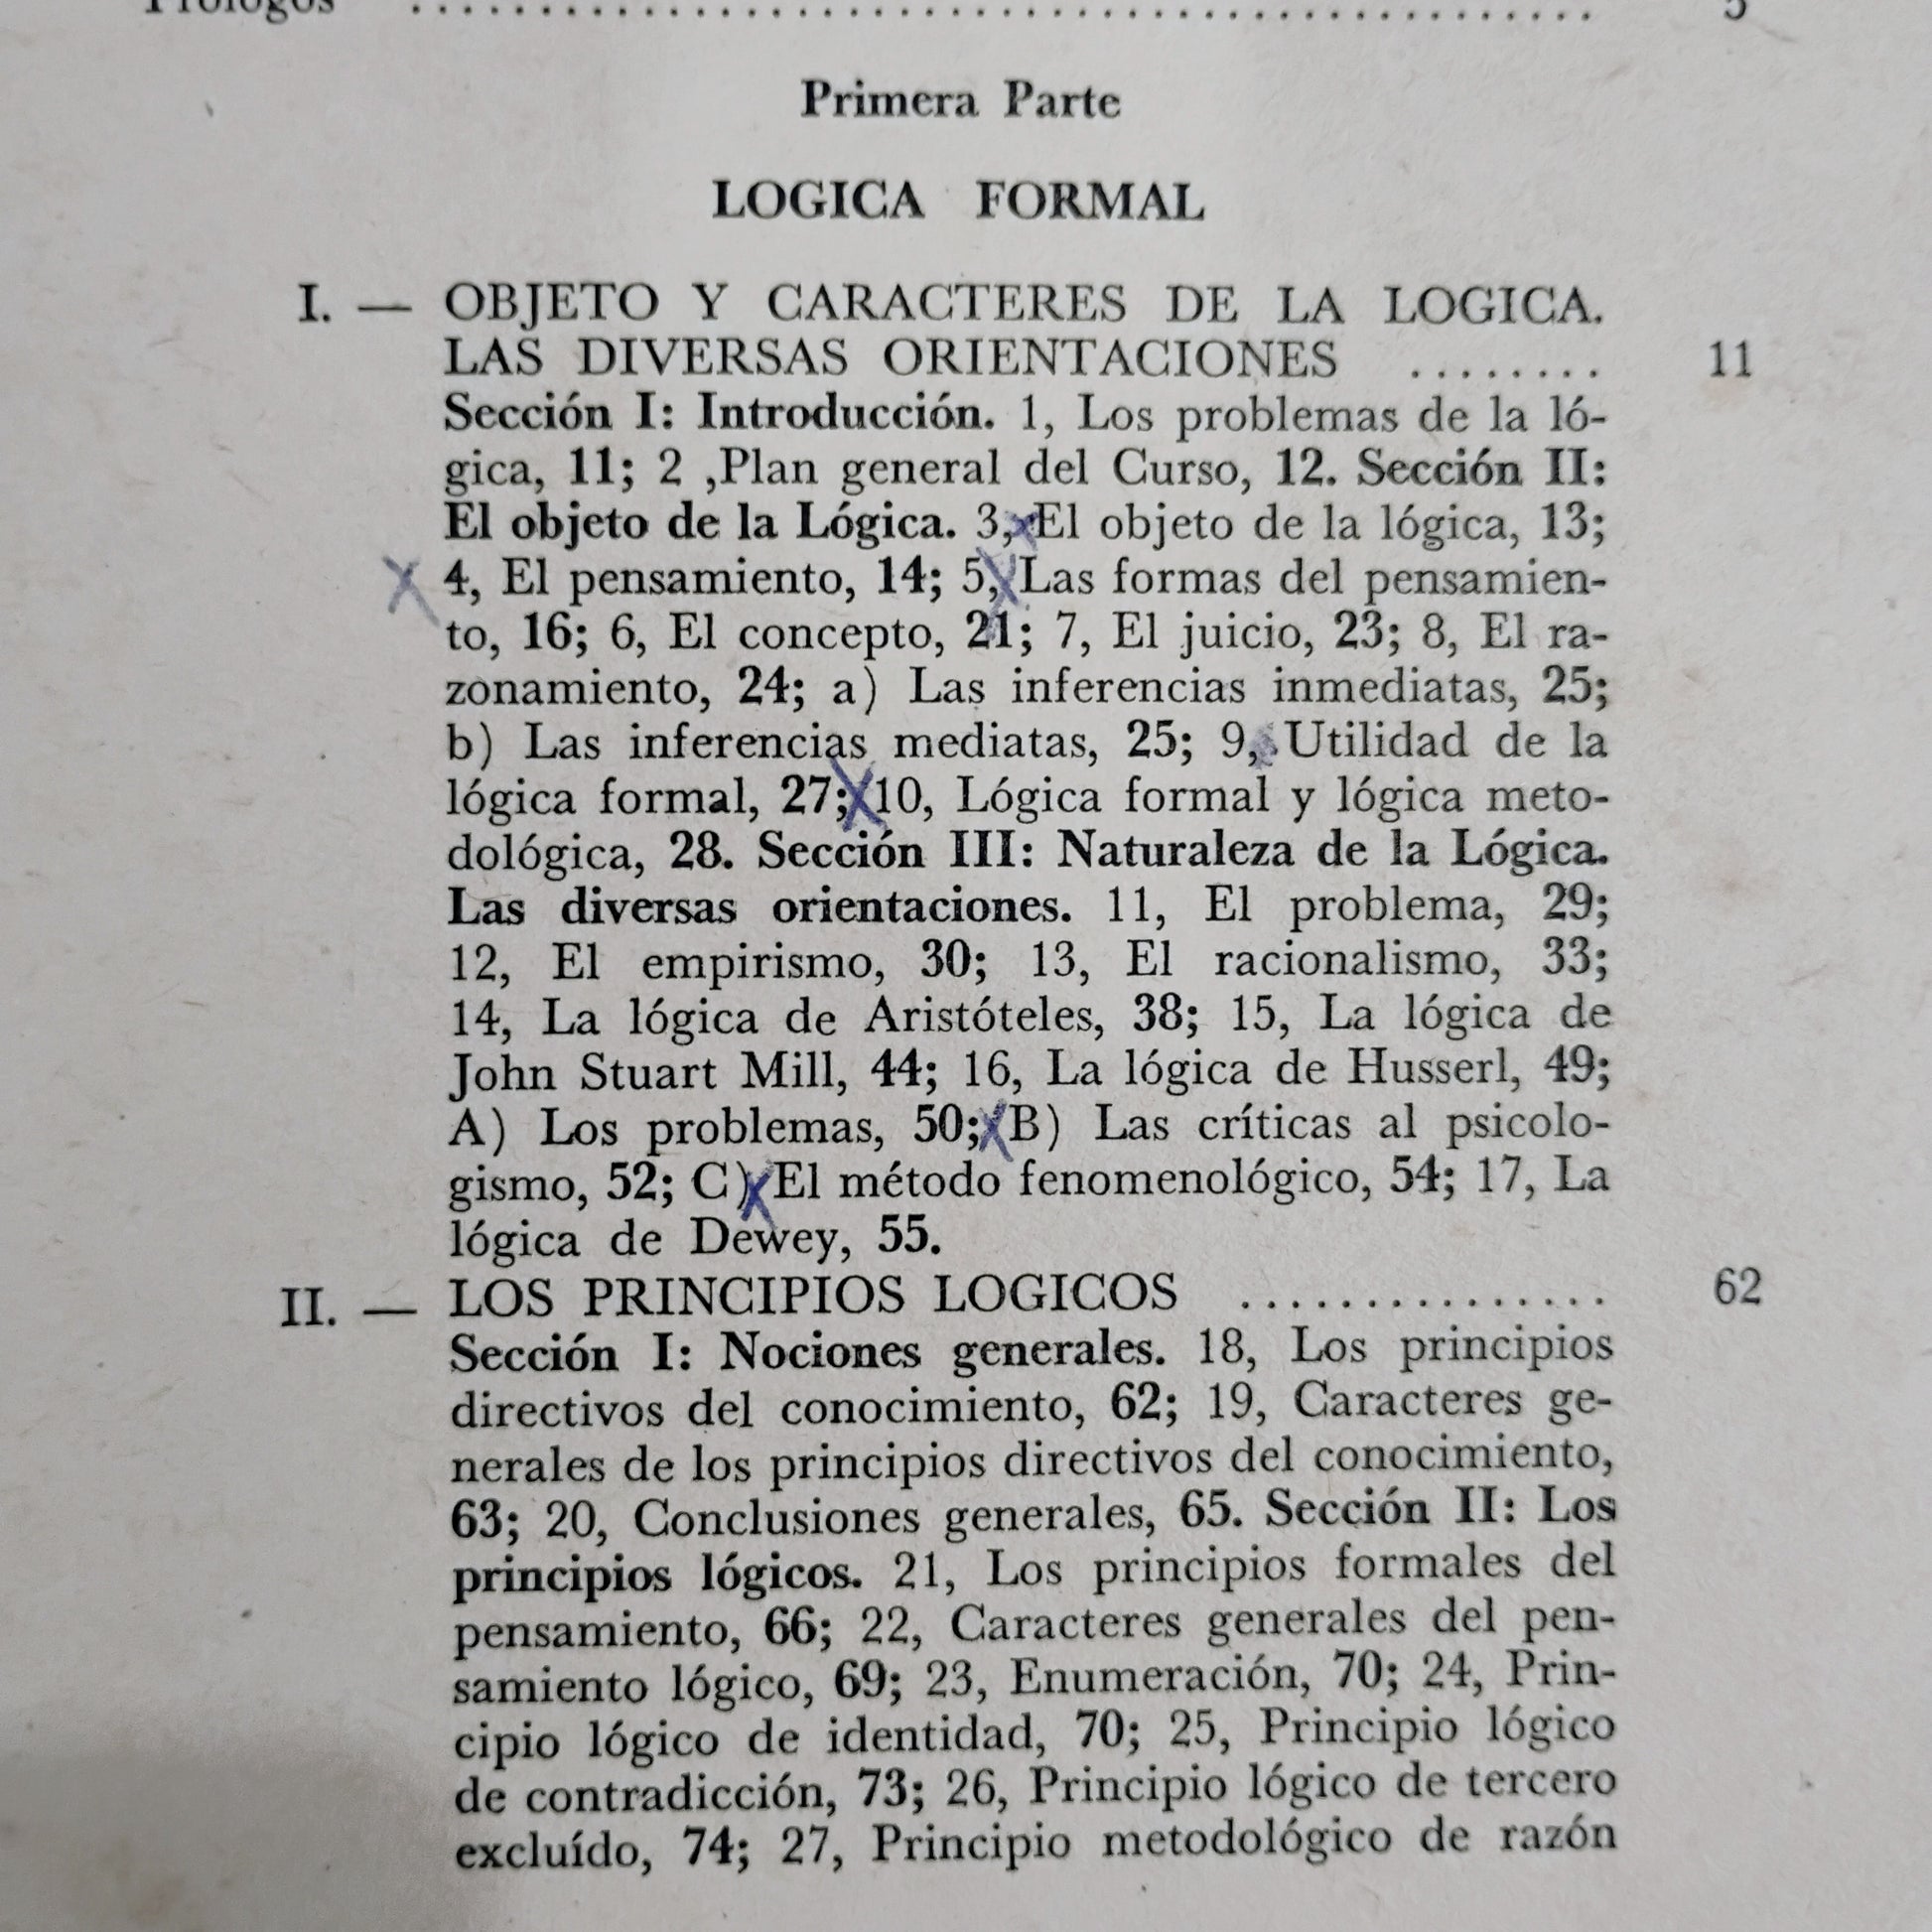 Prólogos ........................................ 5
Primera Parte
LOGICA FORMAL
I. — OBJETO Y CARACTERES DE LA LOGICA.
LAS DIVERSAS ORIENTACIONES ........ 11
Sección I: Introducción. 1, Los problemas de la ló-
gica, 11; 2 ,Plan general del Curso, 12. Sección II:
El objeto de la Lógica. 3, El objeto de la lógica, 13;
4, El pensamiento, 14; 5, Las formas del pensamien-
to, 16; 6, El concepto, 21; 7, El juicio, 23; 8, El ra-
zonamiento, 24; a) Las inferencias inmediatas, 25;
b) Las inferencias mediatas, 25; 9, Utilidad de la
lógica formal, 27; 10, Lógica formal y lógica meto-
dológica, 28. Sección III: Naturaleza de la Lógica.
Las diversas orientaciones. 11, El problema, 29;
12, El empirismo, 30; 13, El racionalismo, 33;
14, La lógica de Aristóteles, 38; 15, La lógica de
John Stuart Mill, 44; 16, La lógica de Husserl, 49;
A) Los problemas, 50; B) Las críticas al psicolo-
gismo, 52; C) El método fenomenológico, 54; 17, La
lógica de Dewey, 55.
II. — LOS PRINCIPIOS LOGICOS ............... 62
Sección I: Nociones generales. 18, Los principios
directivos del conocimiento, 62; 19, Caracteres ge-
nerales de los principios directivos del conocimiento,
63; 20, Conclusiones generales, 65. Sección II: Los
principios lógicos. 21, Los principios formales del
pensamiento, 66; 22, Caracteres generales del pen-
samiento lógico, 69; 23, Enumeración, 70; 24, Prin-
cipio lógico de identidad, 70; 25, Principio lógico
de contradicción, 73; 26, Principio lógico de tercero
excluído, 74; 27, Principio metodológico de razón